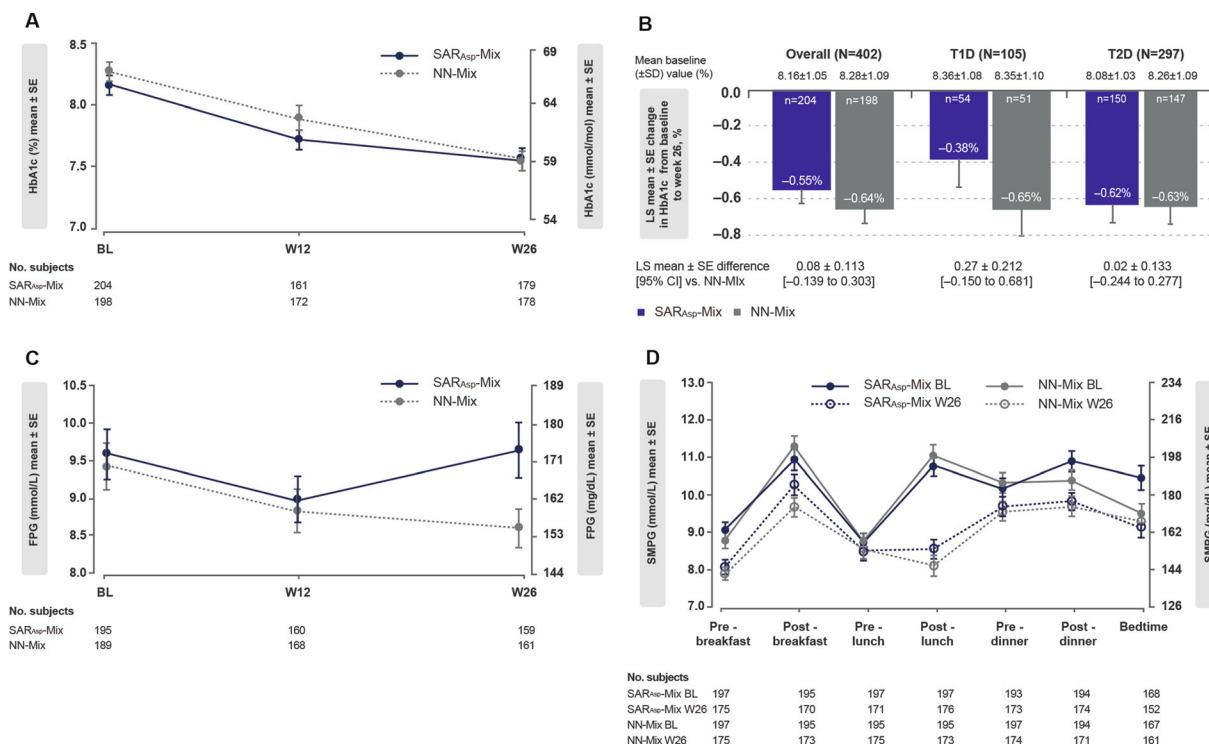 A
HbA1c (%) mean ± SE
8.5
8.0
7.5
7.0
SARAsp-Mix
NN-Mix
69
64
59
54
HbA1c (mmol/mol) mean ± SE
BL W12 W26
No. subjects
SARAsp-Mix 204 161 179
NN-Mix 198 172 178
B
Overall (N=402) T1D (N=105) T2D (N=297)
Mean baseline
(±SD) value (%)
8.16±1.05 8.28±1.09 8.36±1.08 8.35±1.10 8.08±1.03 8.26±1.09
LS mean ± SE change
in HbA1c from baseline
to week 26, %
0.0
−0.2
−0.4
−0.6
−0.8
n=204 n=198 n=54 n=51 n=150 n=147
−0.55% −0.64% −0.38% −0.65% −0.62% −0.63%
LS mean ± SE difference
[95% CI] vs. NN-MIx
0.08 ± 0.113 0.27 ± 0.212 0.02 ± 0.133
[−0.139 to 0.303] [−0.150 to 0.681] [−0.244 to 0.277]
SARAsp-Mix NN-Mix
C
FPG (mmol/L) mean ± SE
10.5
10.0
9.5
9.0
8.5
8.0
SARAsp-Mix
NN-Mix
189
180
171
162
153
144
FPG (mg/dL) mean ± SE
BL W12 W26
No. subjects
SARAsp-Mix 195 160 159
NN-Mix 189 168 161
D
SMPG (mmol/L) mean ± SE
13.0
12.0
11.0
10.0
9.0
8.0
7.0
SARAsp-Mix BL NN-Mix BL
SARAsp-Mix W26 NN-Mix W26
234
216
198
180
162
144
126
SMPG (mg/dL) mean ± SE
Pre - Post - Pre - Post - Pre - Post - Bedtime
breakfast breakfast lunch lunch dinner dinner
No. subjects
SARAsp-Mix BL 197 195 197 197 193 194 168
SARAsp-Mix W26 175 170 171 176 173 174 152
NN-Mix BL 197 195 195 195 197 194 167
NN-Mix W26 175 173 175 173 174 171 161